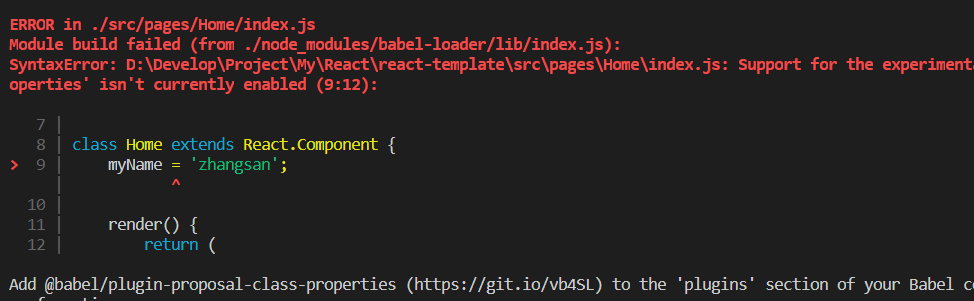 ERROR in ./src/pages/Home/index.js
Module build failed (from ./node_modules/babel-loader/lib/index.js):
SyntaxError: D:\Develop\Project\My\React\react-template\src\pages\Home\index.js: Support for the
operties' isn't currently enabled (9:12):
7 |
8 | class Home extends React.Component {
> 9 |     myName = 'zhangsan';
|            ^
10 |
11 |     render() {
12 |         return (
Add @babel/plugin-proposal-class-properties (https://git.io/vb4SL) to the 'plugins' section of your Babel